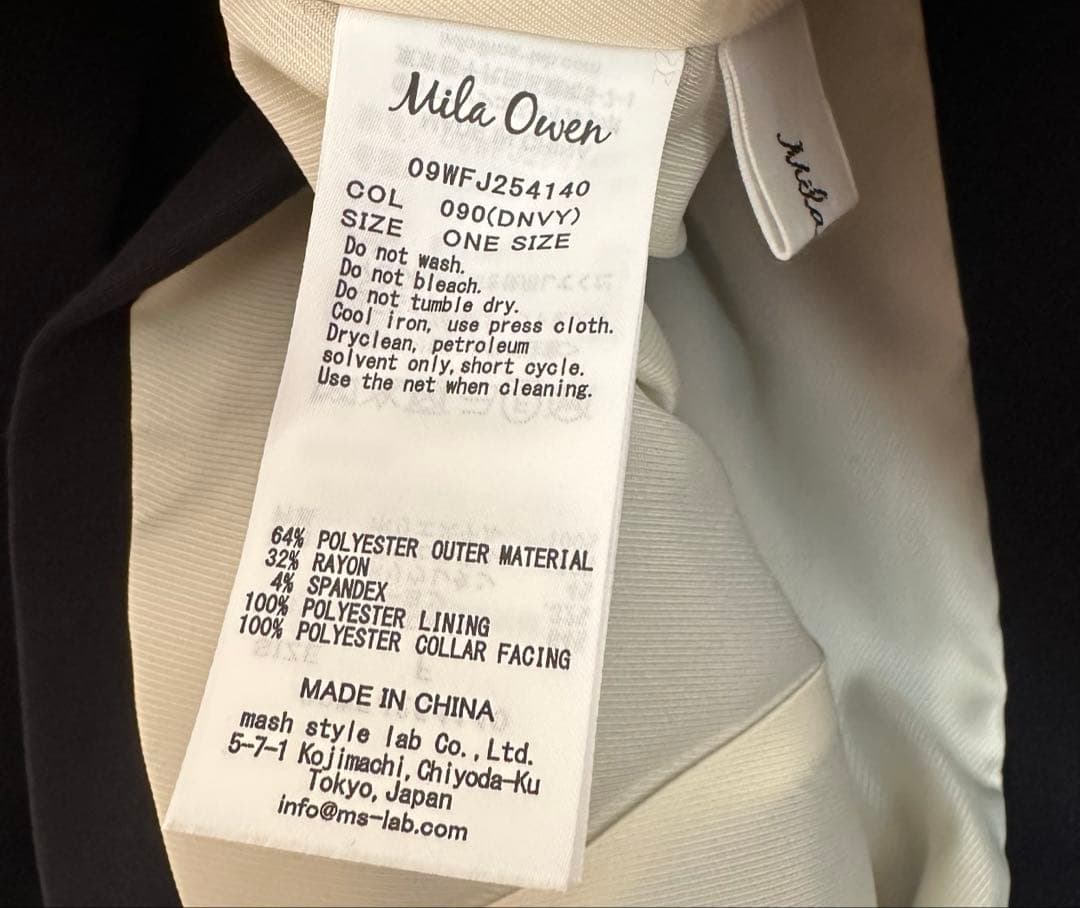 Mila Owen
09WFJ254140
COL 090(DNVY)
SIZE ONE SIZE
Do not wash.
Do not bleach.
Do not tumble dry.
Cool iron, use press cloth.
Dryclean, petroleum
solvent only, short cycle.
Use the net when cleaning.
64% POLYESTER OUTER MATERIAL
32% RAYON
4% SPANDEX
100% POLYESTER LINING
100% POLYESTER COLLAR FACING
MADE IN CHINA
mash style lab Co., Ltd.
5-7-1 Kojimachi, Chiyoda-Ku
Tokyo, Japan
info@ms-lab.com
Mila